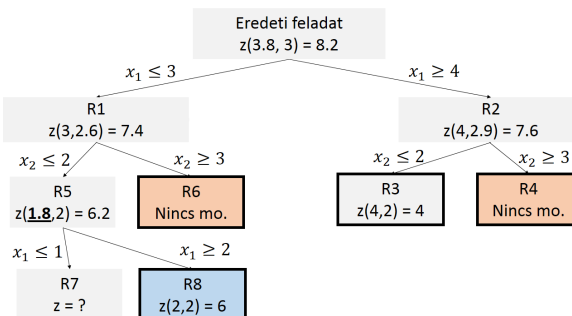 Eredeti feladat
z(3.8, 3) = 8.2
x₁ ≤ 3
x₁ ≥ 4
R1
z(3,2.6) = 7.4
R2
z(4,2.9) = 7.6
x₂ ≤ 2
x₂ ≥ 3
x₂ ≤ 2
x₂ ≥ 3
R5
z(1.8,2) = 6.2
R6
Nincs mo.
R3
z(4,2) = 4
R4
Nincs mo.
x₁ ≤ 1
x₁ ≥ 2
R7
z = ?
R8
z(2,2) = 6